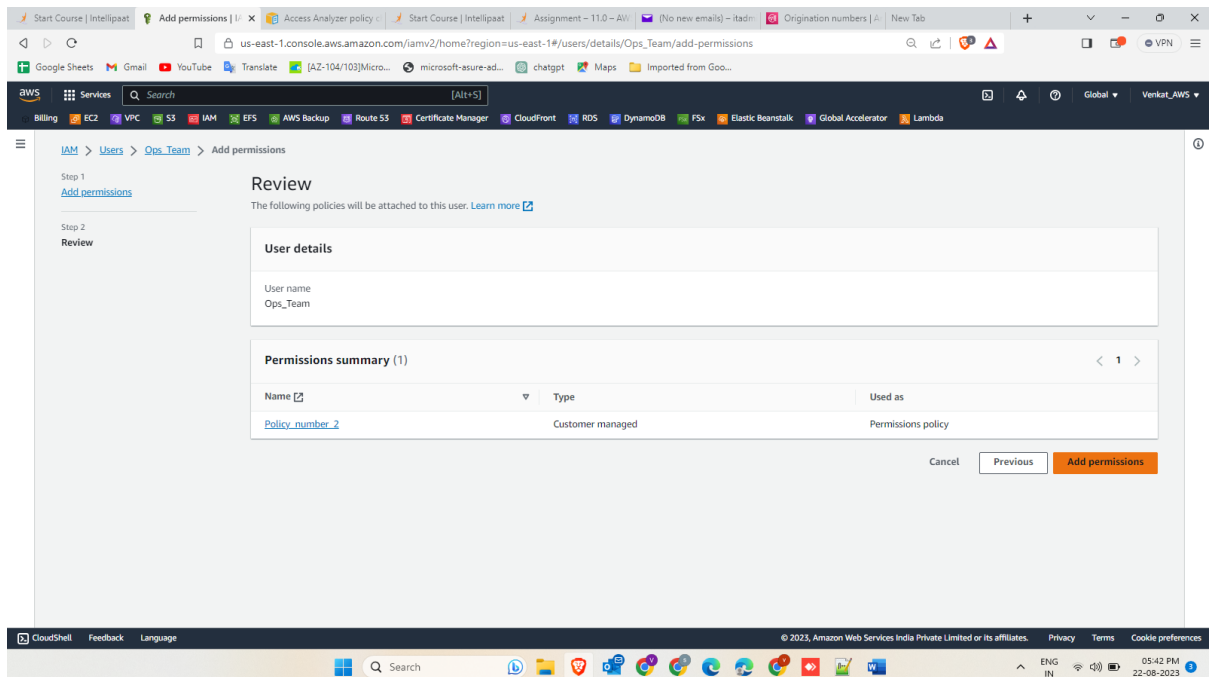 Start Course | Intellipaat Add permissions | IA Access Analyzer policy c Start Course | Intellipaat Assignment – 11.0 – AW (No new emails) – itadm Origination numbers | A New Tab
us-east-1.console.aws.amazon.com/iamv2/home?region=us-east-1#/users/details/Ops_Team/add-permissions VPN
Google Sheets Gmail YouTube Translate [AZ-104/103]Micro... microsoft-asure-ad... chatgpt Maps Imported from Goo...
aws Services Search [Alt+S] Global Venkat_AWS
Billing EC2 VPC S3 IAM EFS AWS Backup Route 53 Certificate Manager CloudFront RDS DynamoDB FSx Elastic Beanstalk Global Accelerator Lambda
IAM > Users > Ops_Team > Add permissions
Step 1
Add permissions
Step 2
Review
Review
The following policies will be attached to this user. Learn more
User details
User name
Ops_Team
Permissions summary (1) < 1 >
Name Type Used as
Policy_number_2 Customer managed Permissions policy
Cancel Previous Add permissions
CloudShell Feedback Language © 2023, Amazon Web Services India Private Limited or its affiliates. Privacy Terms Cookie preferences
Search ENG 05:42 PM
IN 22-08-2023 3